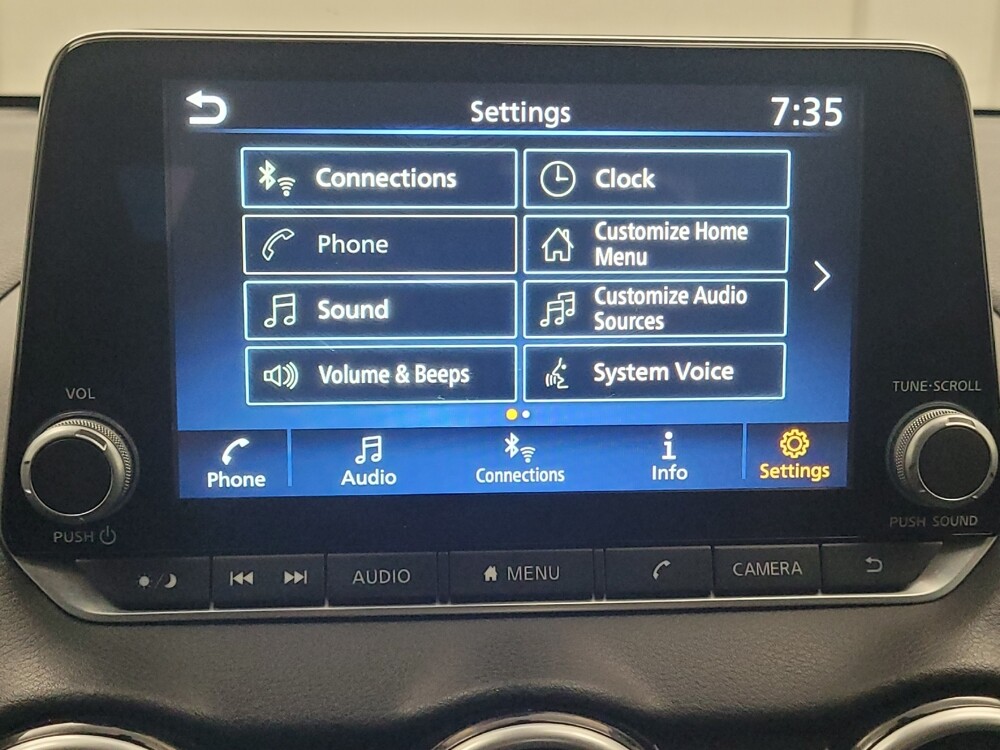 Settings
7:35
Connections
Clock
Phone
Customize Home
Menu
Sound
Customize Audio
Sources
Volume & Beeps
System Voice
VOL
TUNE·SCROLL
Phone
Audio
Connections
Info
Settings
PUSH
PUSH SOUND
AUDIO
MENU
CAMERA